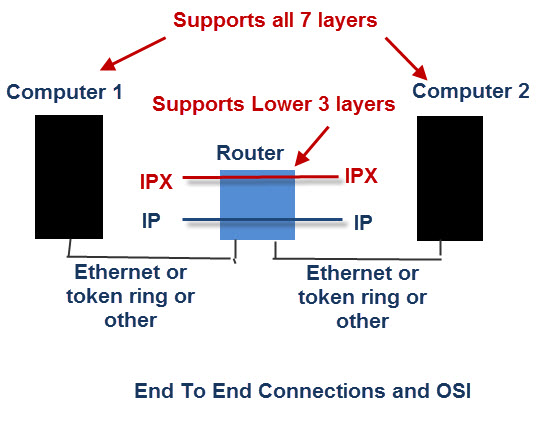 Supports all 7 layers
Computer 1
Computer 2
Supports Lower 3 layers
Router
IPX
IPX
IP
IP
Ethernet or
token ring or
other
Ethernet or
token ring or
other
End To End Connections and OSI